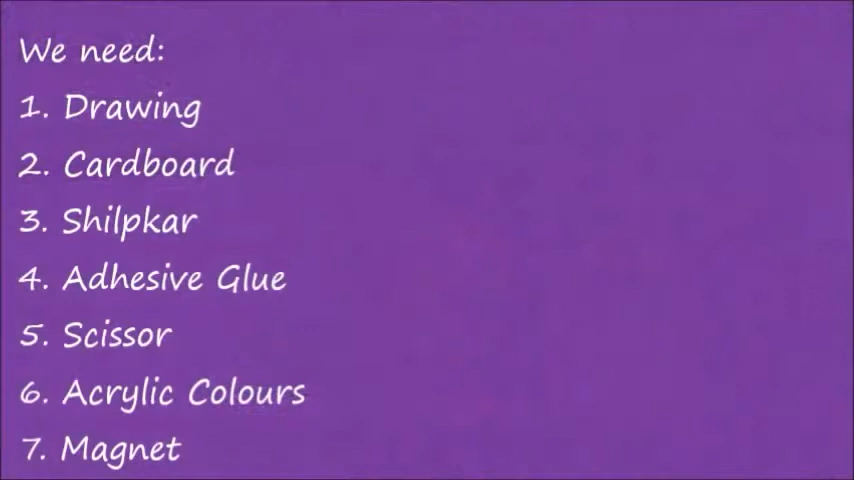 We need:
1. Drawing
2. Cardboard
3. Shilpkar
4. Adhesive Glue
5. Scissor
6. Acrylic Colours
7. Magnet